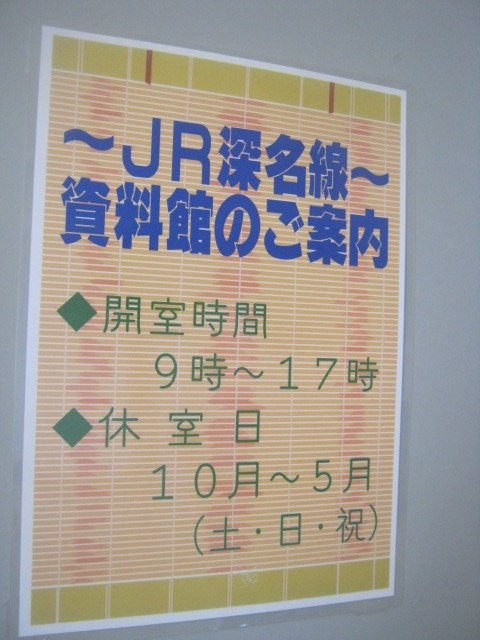 ～JR深名線～
資料館のご案内
◆開室時間
９時～１７時
◆休室日
１０月～５月
(土・日・祝)